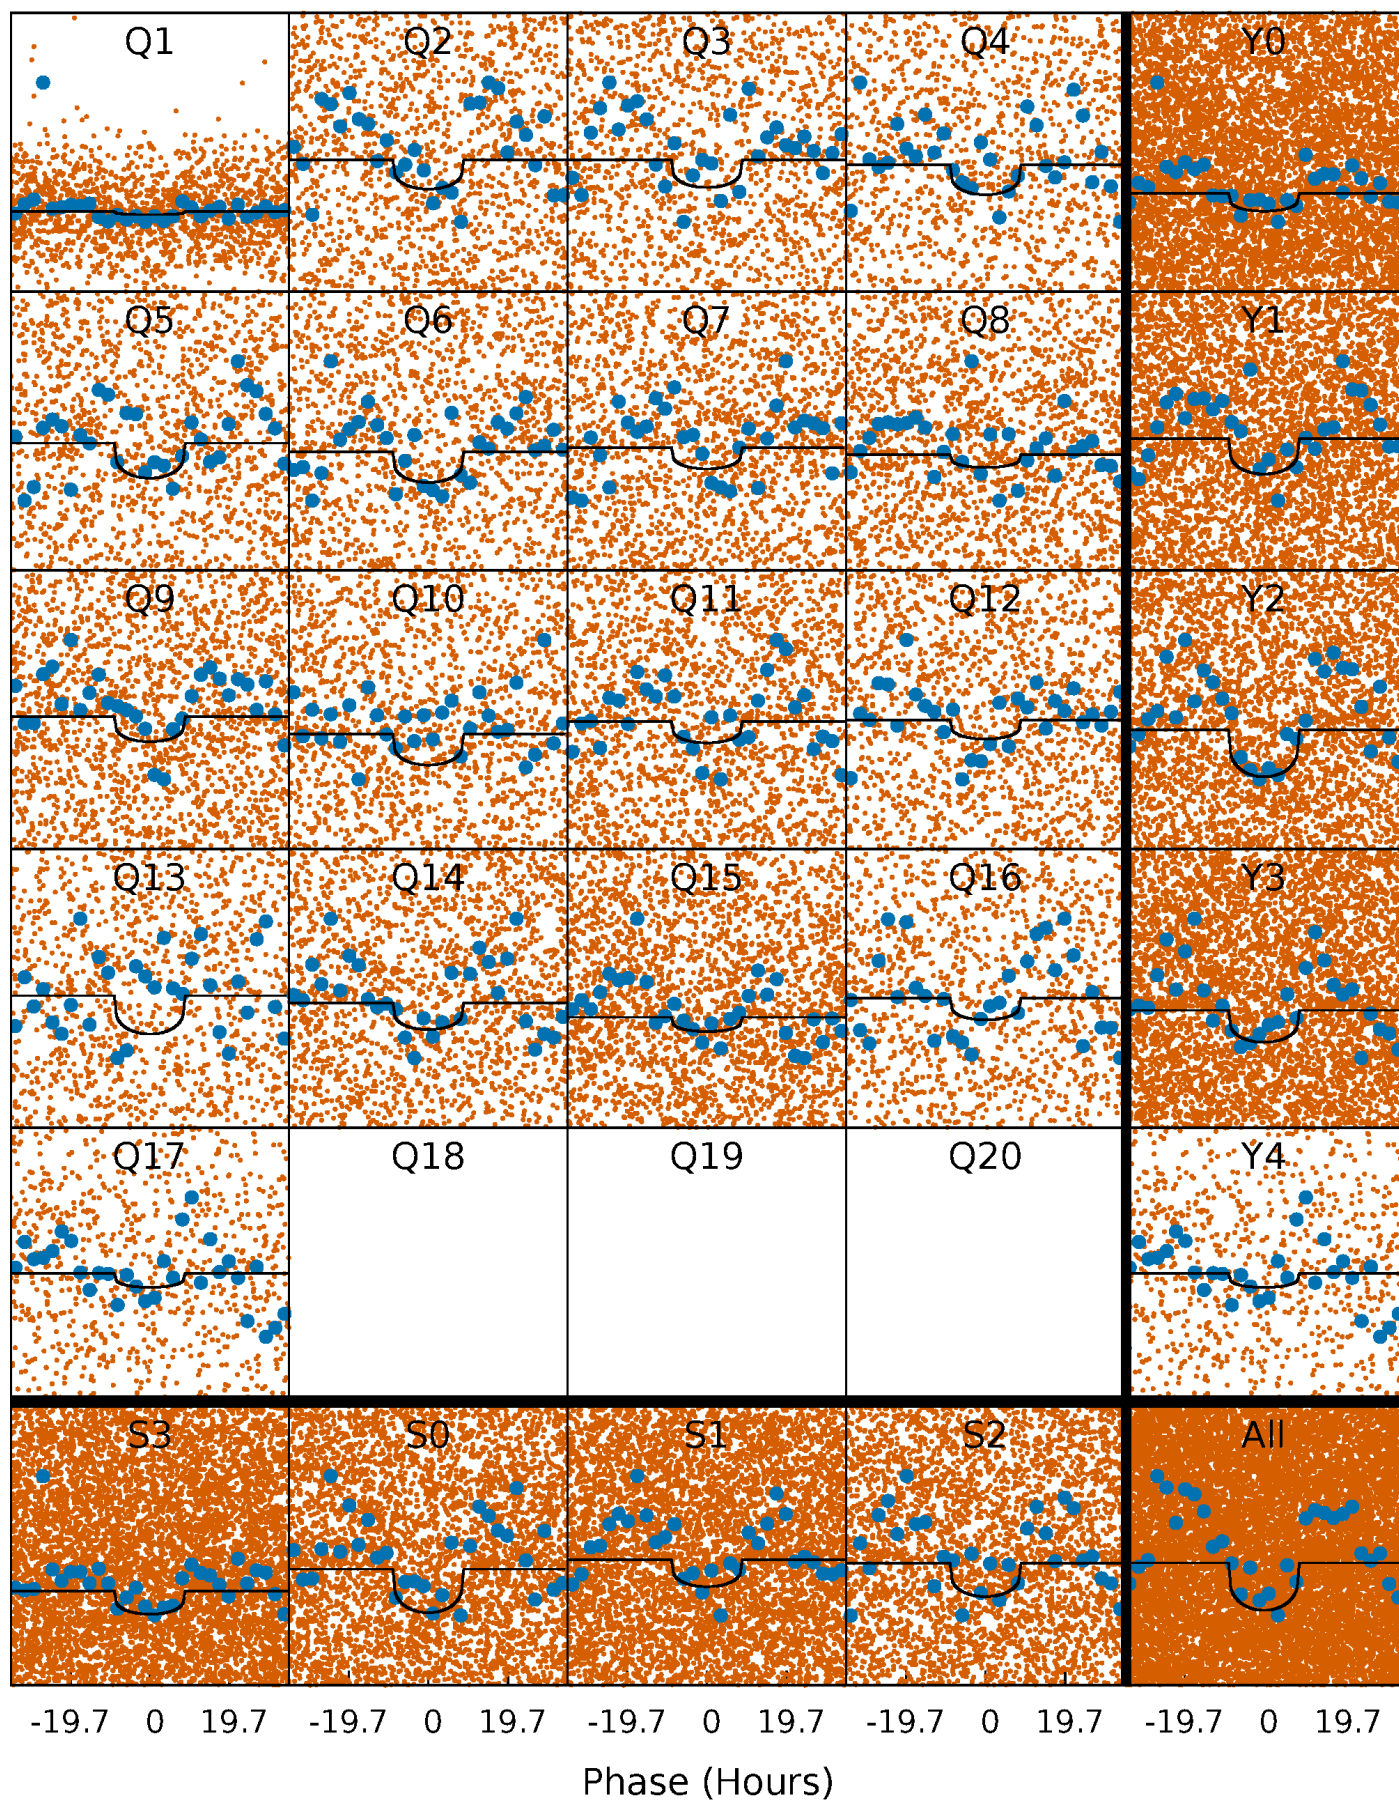 Q1 Q2 Q3 Q4 Y0
Q5 Q6 Q7 Q8 Y1
Q9 Q10 Q11 Q12 Y2
Q13 Q14 Q15 Q16 Y3
Q17 Q18 Q19 Q20 Y4
S3 S0 S1 S2 All
-19.7 0 19.7 -19.7 0 19.7 -19.7 0 19.7 -19.7 0 19.7 -19.7 0 19.7
Phase (Hours)